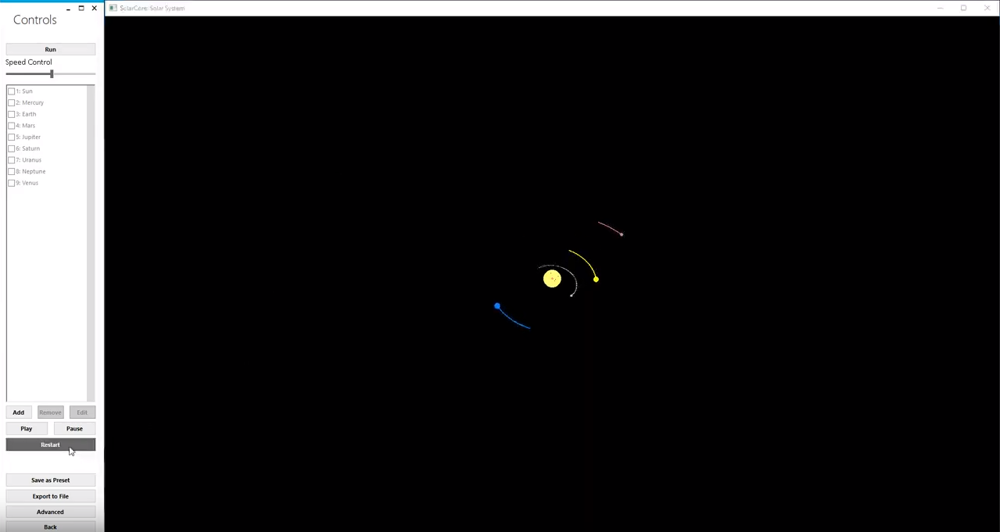 SolarCore: Solar System
Controls
Run
Speed Control
1: Sun
2: Mercury
3: Earth
4: Mars
5: Jupiter
6: Saturn
7: Uranus
8: Neptune
9: Venus
Add Remove Edit
Play Pause
Restart
Save as Preset
Export to File
Advanced
Back